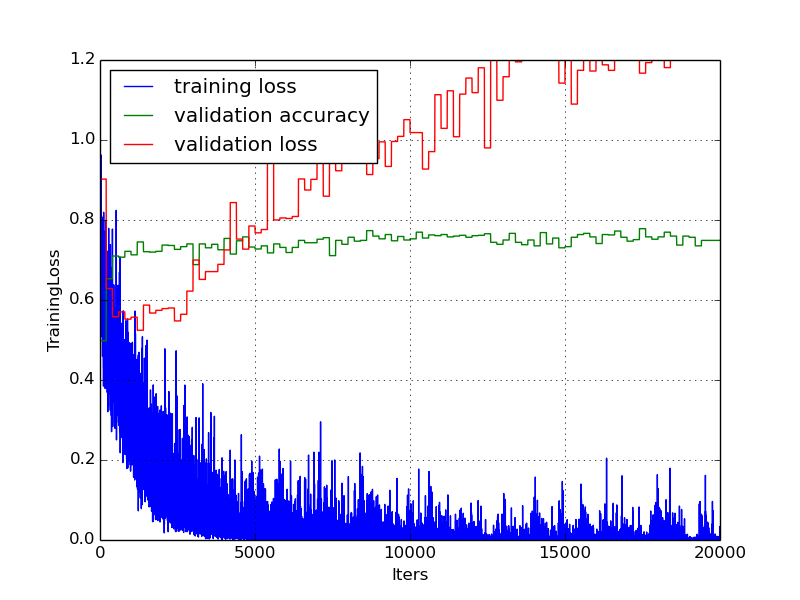 1.2
1.0
0.8
0.6
0.4
0.2
0.0
TrainingLoss
training loss
validation accuracy
validation loss
0
5000
10000
15000
20000
Iters